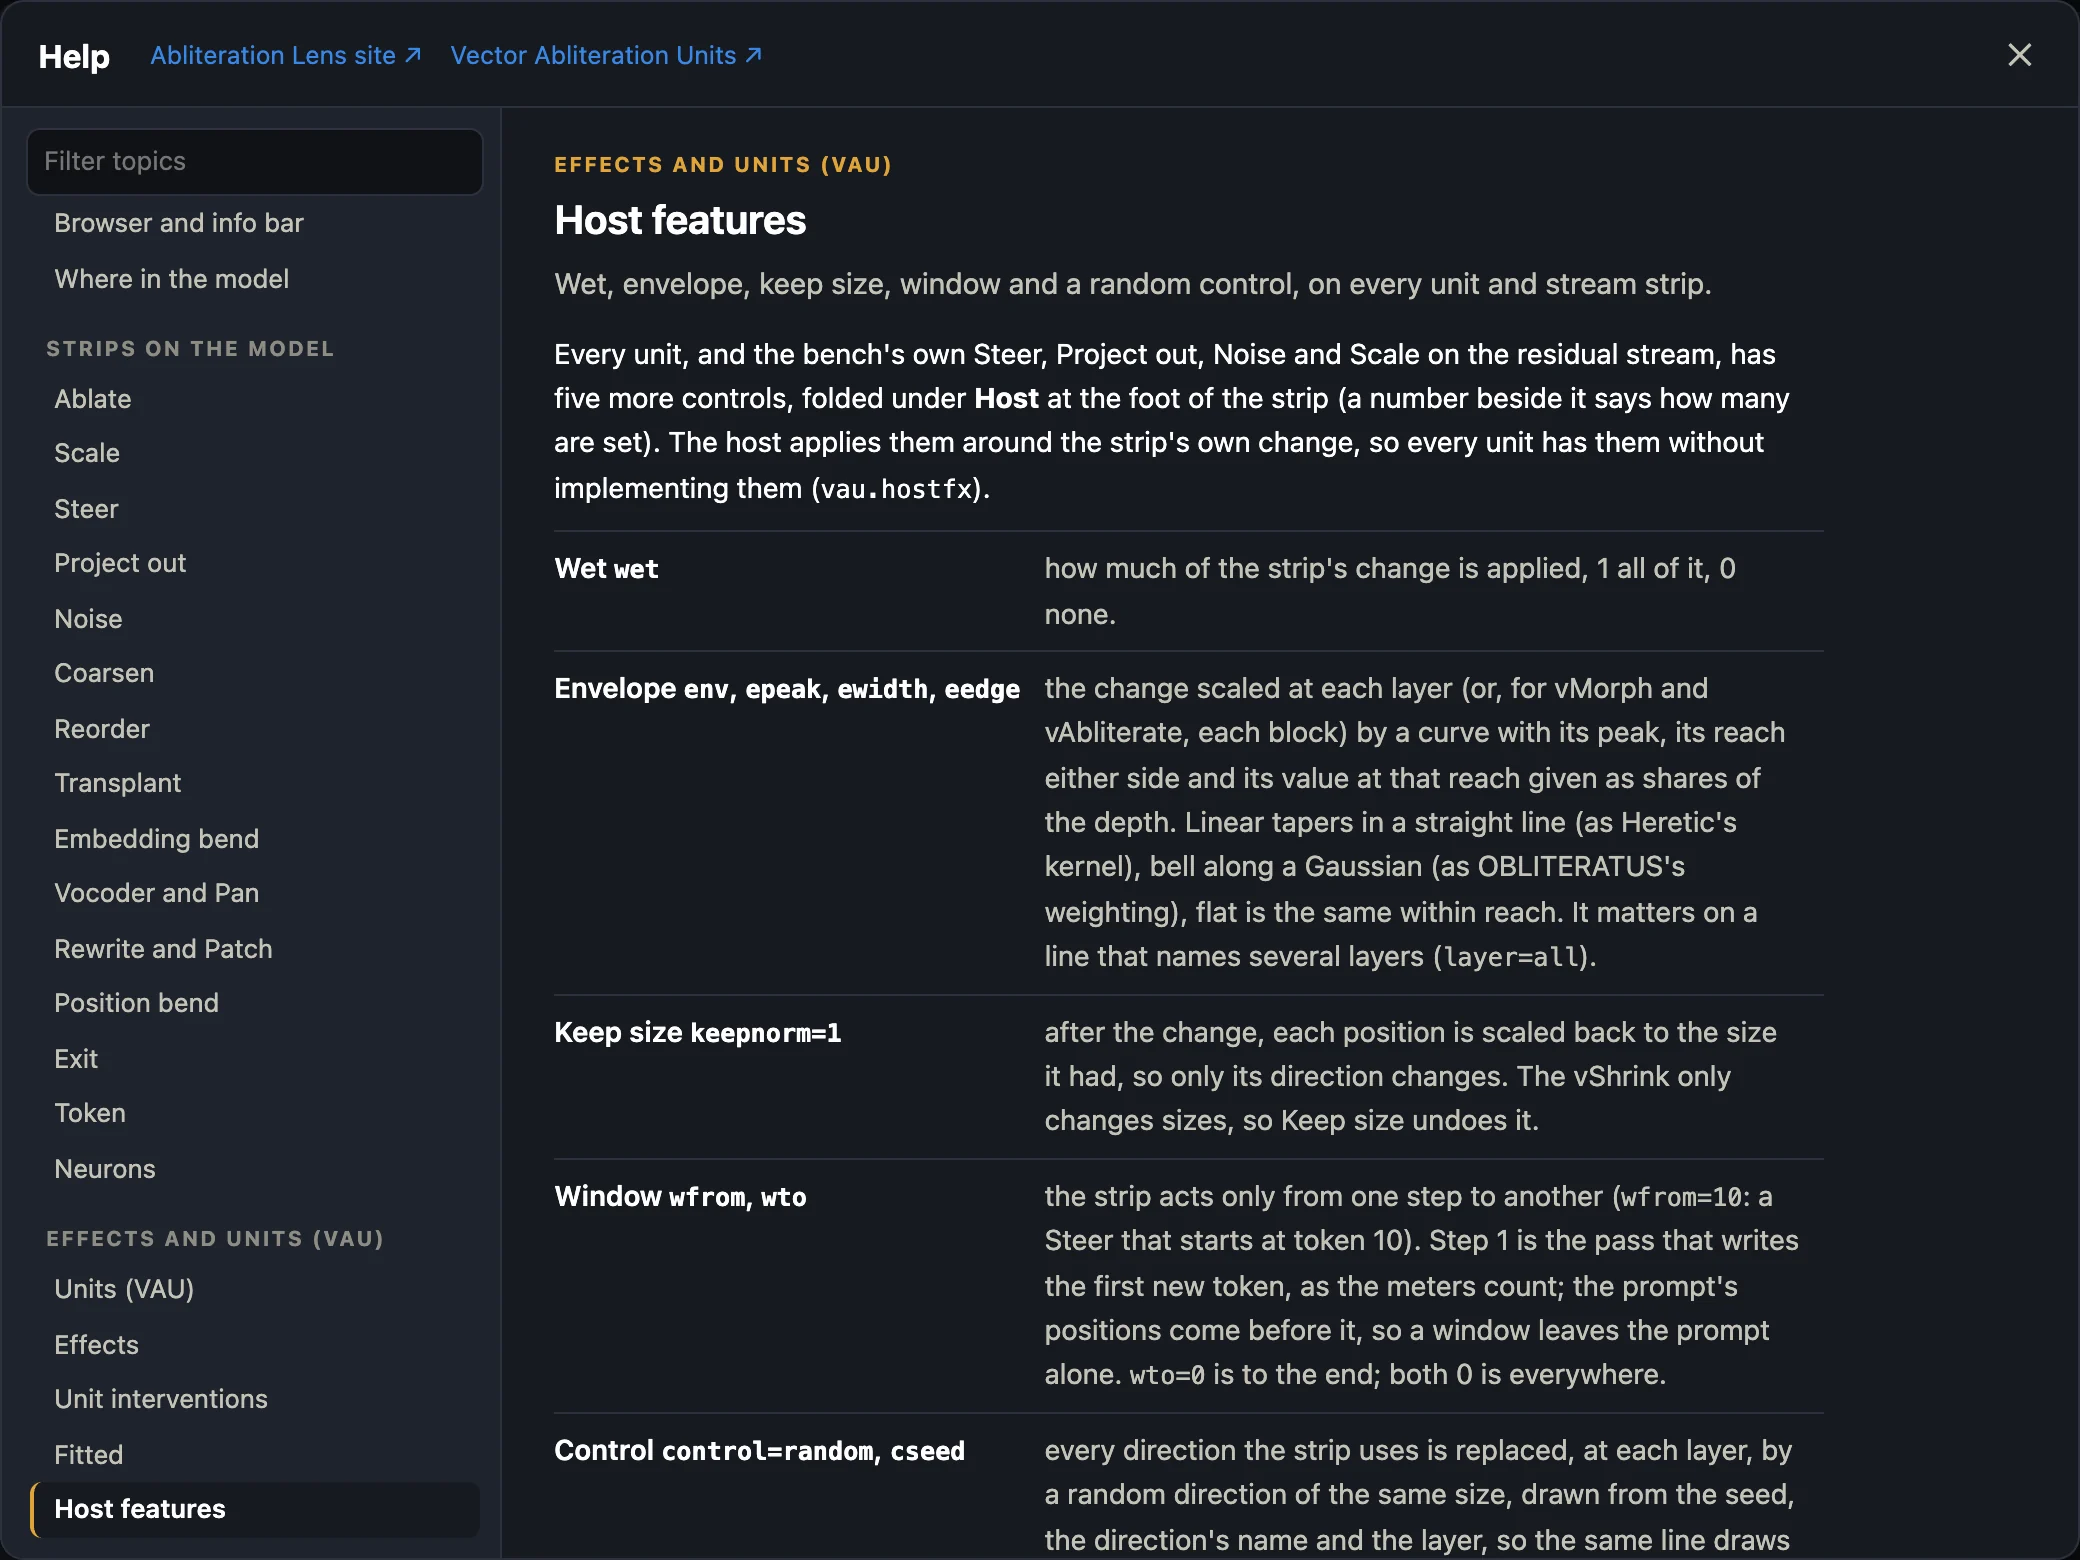 Help
Abliteration Lens site ↗
Vector Abliteration Units ↗
Filter topics
Browser and info bar
Where in the model
STRIPS ON THE MODEL
Ablate
Scale
Steer
Project out
Noise
Coarsen
Reorder
Transplant
Embedding bend
Vocoder and Pan
Rewrite and Patch
Position bend
Exit
Token
Neurons
EFFECTS AND UNITS (VAU)
Units (VAU)
Effects
Unit interventions
Fitted
Host features
EFFECTS AND UNITS (VAU)
Host features
Wet, envelope, keep size, window and a random control, on every unit and stream strip.
Every unit, and the bench's own Steer, Project out, Noise and Scale on the residual stream, has
five more controls, folded under Host at the foot of the strip (a number beside it says how many
are set). The host applies them around the strip's own change, so every unit has them without
implementing them (vau.hostfx).
Wet wet
how much of the strip's change is applied, 1 all of it, 0
none.
Envelope env, epeak, ewidth, eedge
the change scaled at each layer (or, for vMorph and
vAbliterate, each block) by a curve with its peak, its reach
either side and its value at that reach given as shares of
the depth. Linear tapers in a straight line (as Heretic's
kernel), bell along a Gaussian (as OBLITERATUS's
weighting), flat is the same within reach. It matters on a
line that names several layers (layer=all).
Keep size keepnorm=1
after the change, each position is scaled back to the size
it had, so only its direction changes. The vShrink only
changes sizes, so Keep size undoes it.
Window wfrom, wto
the strip acts only from one step to another (wfrom=10: a
Steer that starts at token 10). Step 1 is the pass that writes
the first new token, as the meters count; the prompt's
positions come before it, so a window leaves the prompt
alone. wto=0 is to the end; both 0 is everywhere.
Control control=random, cseed
every direction the strip uses is replaced, at each layer, by
a random direction of the same size, drawn from the seed,
the direction's name and the layer, so the same line draws